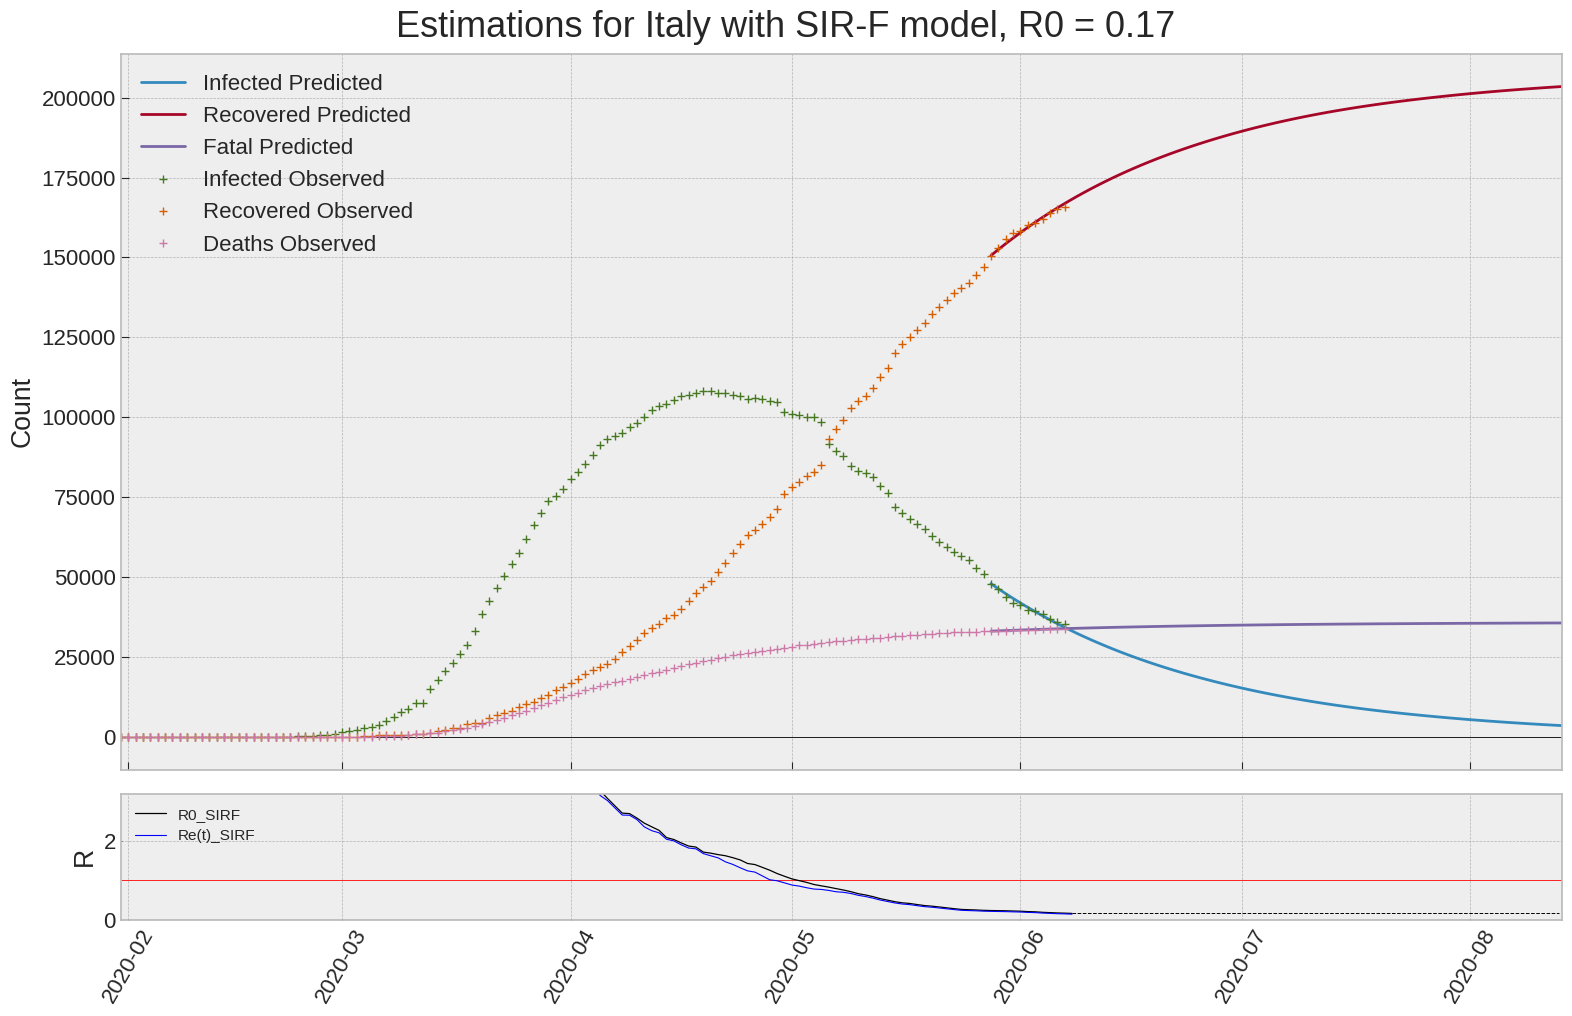 Estimations for Italy with SIR-F model, R0 = 0.17
Infected Predicted
Recovered Predicted
Fatal Predicted
Infected Observed
Recovered Observed
Deaths Observed
200000
175000
150000
125000
100000
75000
50000
25000
0
Count
R0_SIRF
Re(t)_SIRF
2
0
R
2020-02
2020-03
2020-04
2020-05
2020-06
2020-07
2020-08